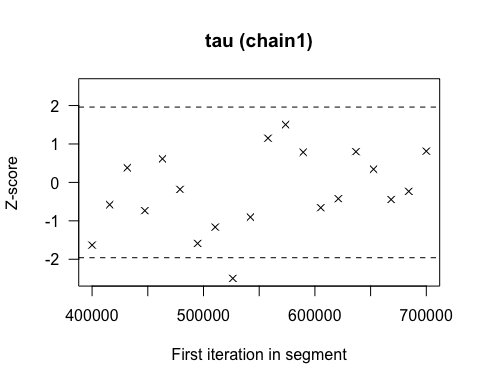 tau (chain1)
Z-score
2
1
0
-1
-2
400000 500000 600000 700000
First iteration in segment